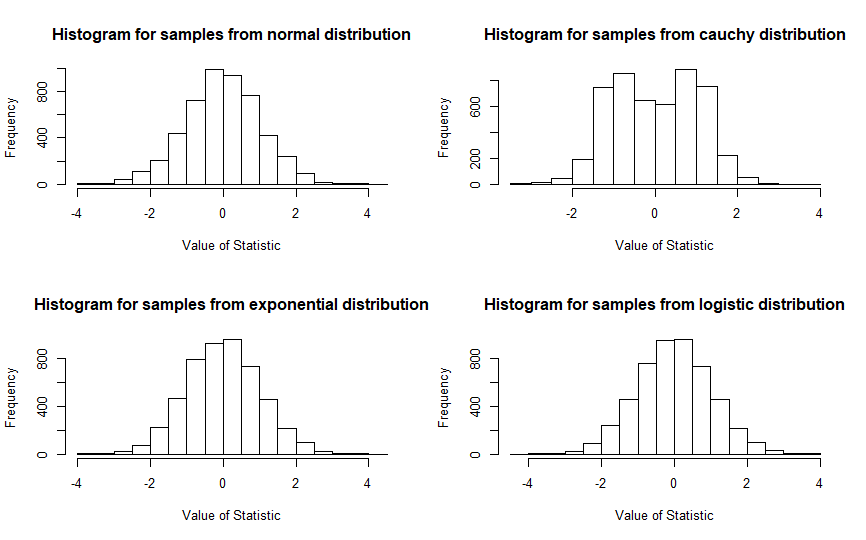 Histogram for samples from normal distribution
Frequency
0 400 800
-4 -2 0 2 4
Value of Statistic
Histogram for samples from cauchy distribution
Frequency
0 200 600
-2 0 2 4
Value of Statistic
Histogram for samples from exponential distribution
Frequency
0 400 800
-4 -2 0 2 4
Value of Statistic
Histogram for samples from logistic distribution
Frequency
0 400 800
-4 -2 0 2 4
Value of Statistic